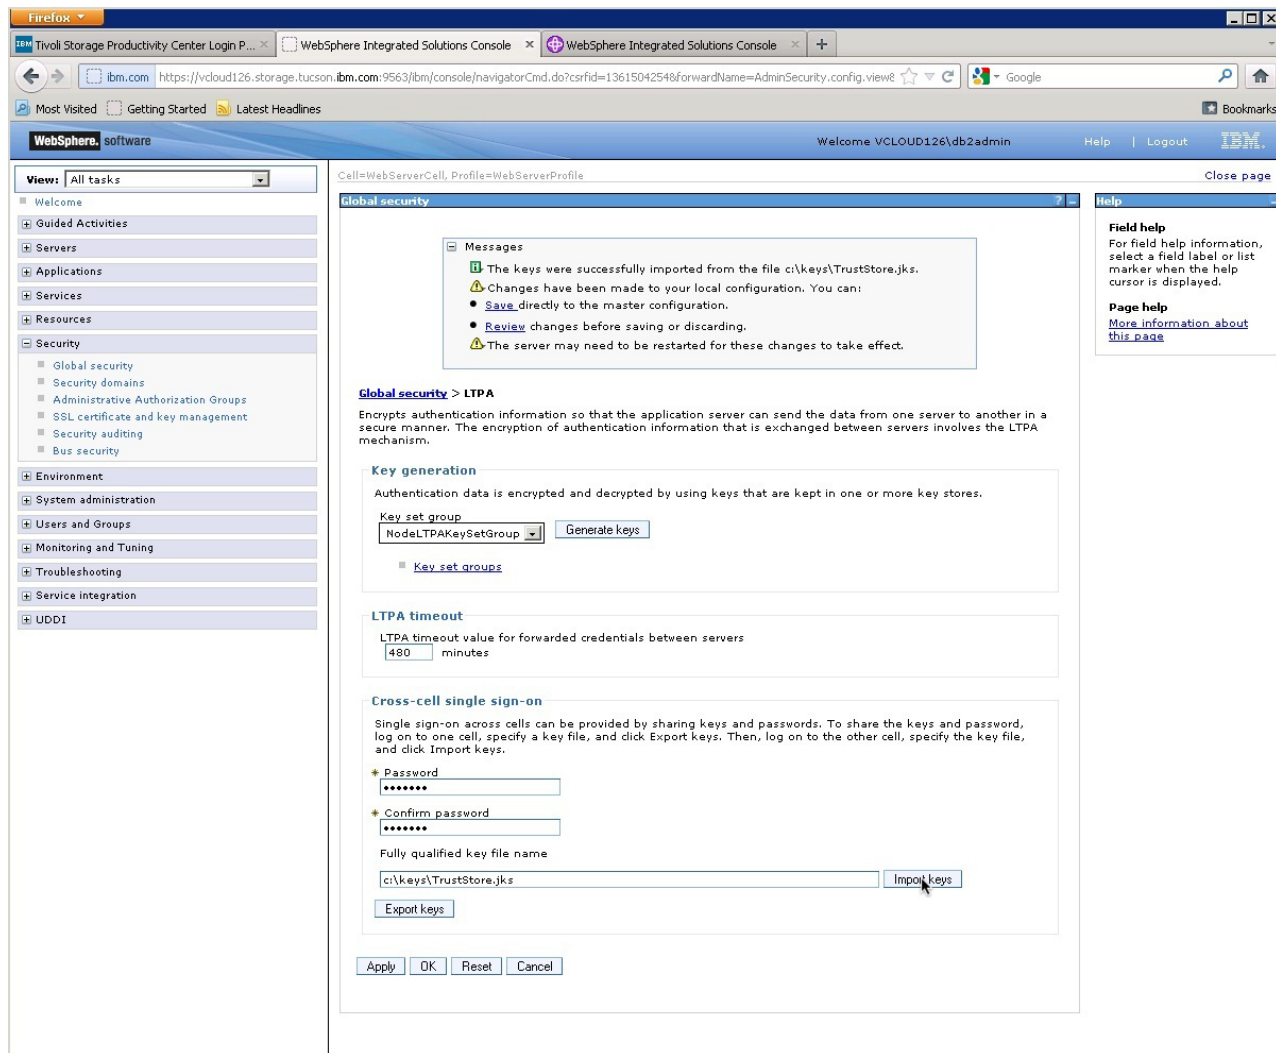 Firefox
Tivoli Storage Productivity Center Login P...
WebSphere Integrated Solutions Console
WebSphere Integrated Solutions Console
ibm.com https://vcloud126.storage.tucson.ibm.com:9563/ibm/console/navigatorCmd.do?csrfid=1361504254&forwardName=AdminSecurity.config.view&
Google
Most Visited Getting Started Latest Headlines Bookmarks
WebSphere. software
Welcome VCLOUD126\db2admin
Help | Logout
IBM.
View: All tasks
Welcome
Guided Activities
Servers
Applications
Services
Resources
Security
Global security
Security domains
Administrative Authorization Groups
SSL certificate and key management
Security auditing
Bus security
Environment
System administration
Users and Groups
Monitoring and Tuning
Troubleshooting
Service integration
UDDI
Cell=WebServerCell, Profile=WebServerProfile
Close page
Global security
Messages
The keys were successfully imported from the file c:\keys\TrustStore.jks.
Changes have been made to your local configuration. You can:
Save directly to the master configuration.
Review changes before saving or discarding.
The server may need to be restarted for these changes to take effect.
Global security > LTPA
Encrypts authentication information so that the application server can send the data from one server to another in a
secure manner. The encryption of authentication information that is exchanged between servers involves the LTPA
mechanism.
Key generation
Authentication data is encrypted and decrypted by using keys that are kept in one or more key stores.
Key set group
NodeLTPAKeySetGroup
Generate keys
Key set groups
LTPA timeout
LTPA timeout value for forwarded credentials between servers
480 minutes
Cross-cell single sign-on
Single sign-on across cells can be provided by sharing keys and passwords. To share the keys and password,
log on to one cell, specify a key file, and click Export keys. Then, log on to the other cell, specify the key file,
and click Import keys.
* Password
•••••••
* Confirm password
•••••••
Fully qualified key file name
c:\keys\TrustStore.jks
Import keys
Export keys
Apply OK Reset Cancel
Help
Field help
For field help information,
select a field label or list
marker when the help
cursor is displayed.
Page help
More information about
this page